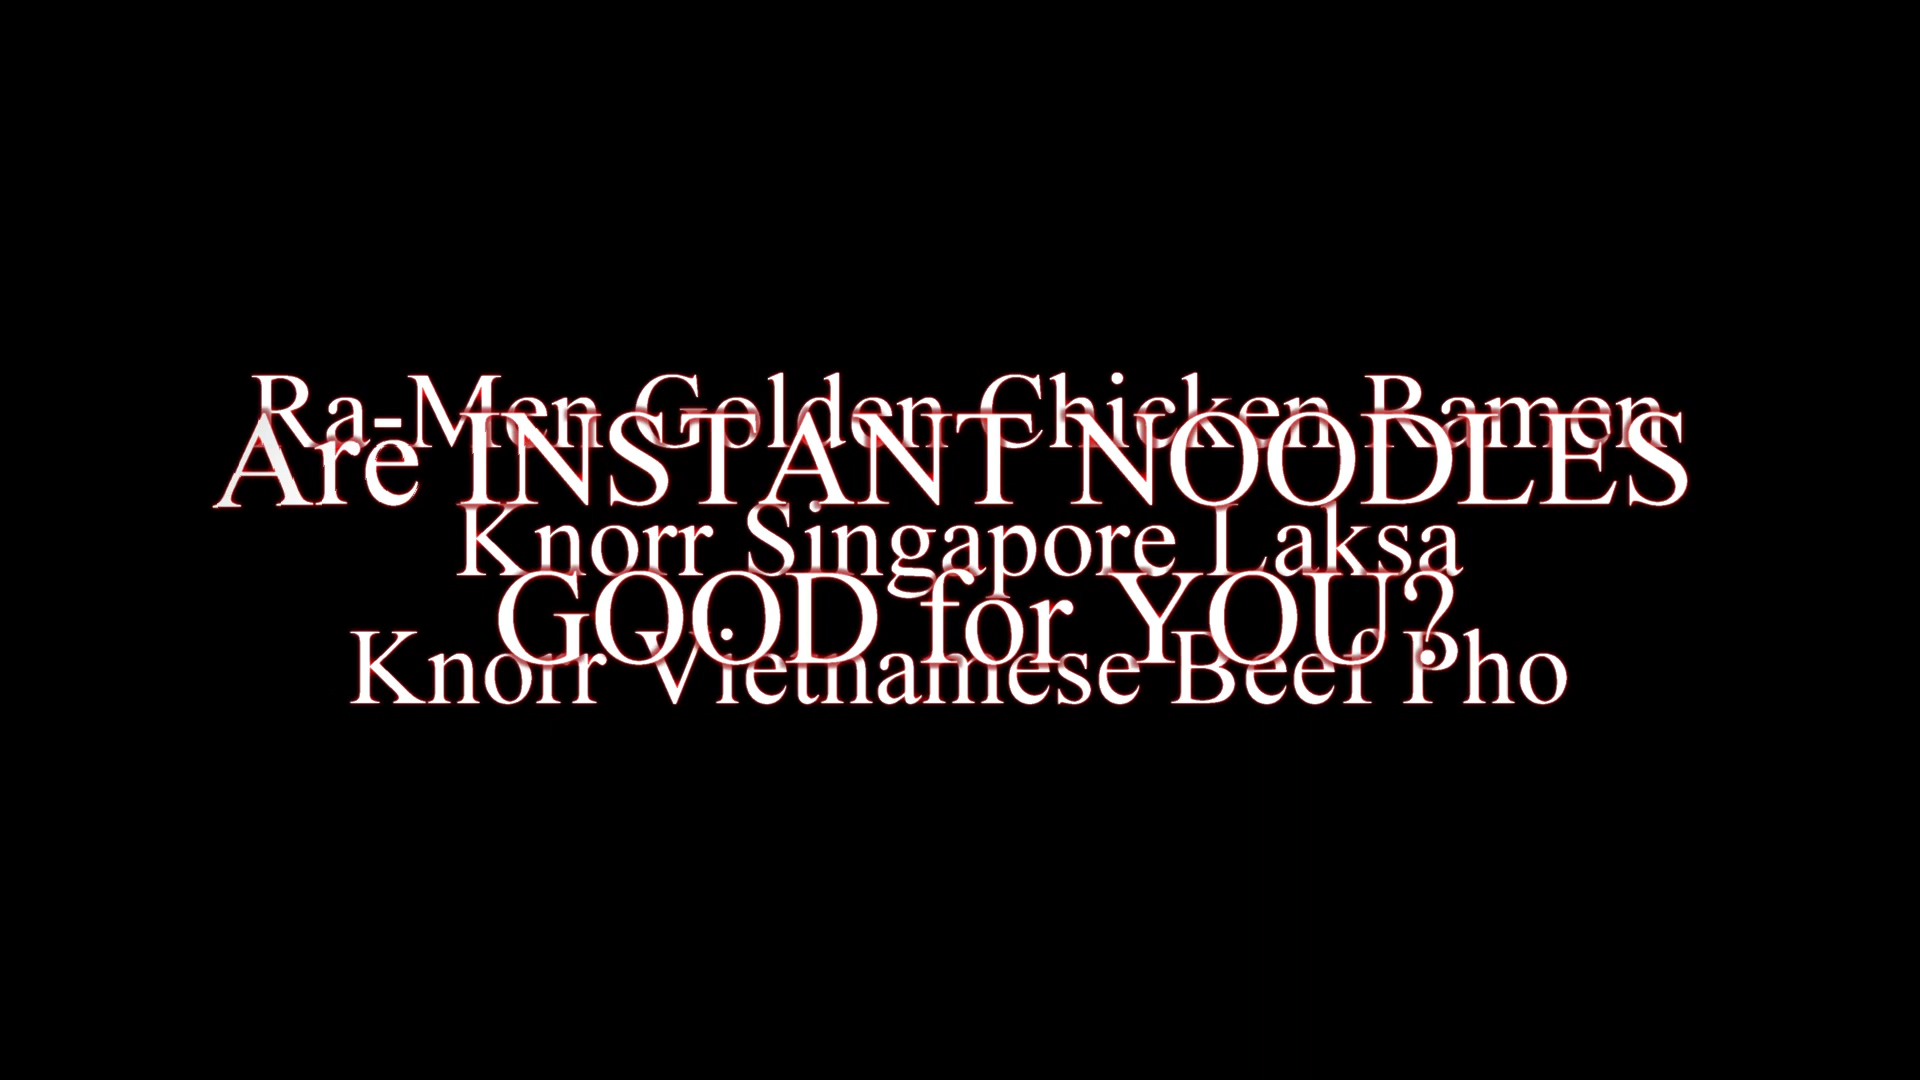 Ra-Men Golden Chicken Ramen
Are INSTANT NOODLES
Knorr Singapore Laksa
GOOD for YOU?
Knorr Vietnamese Beef Pho